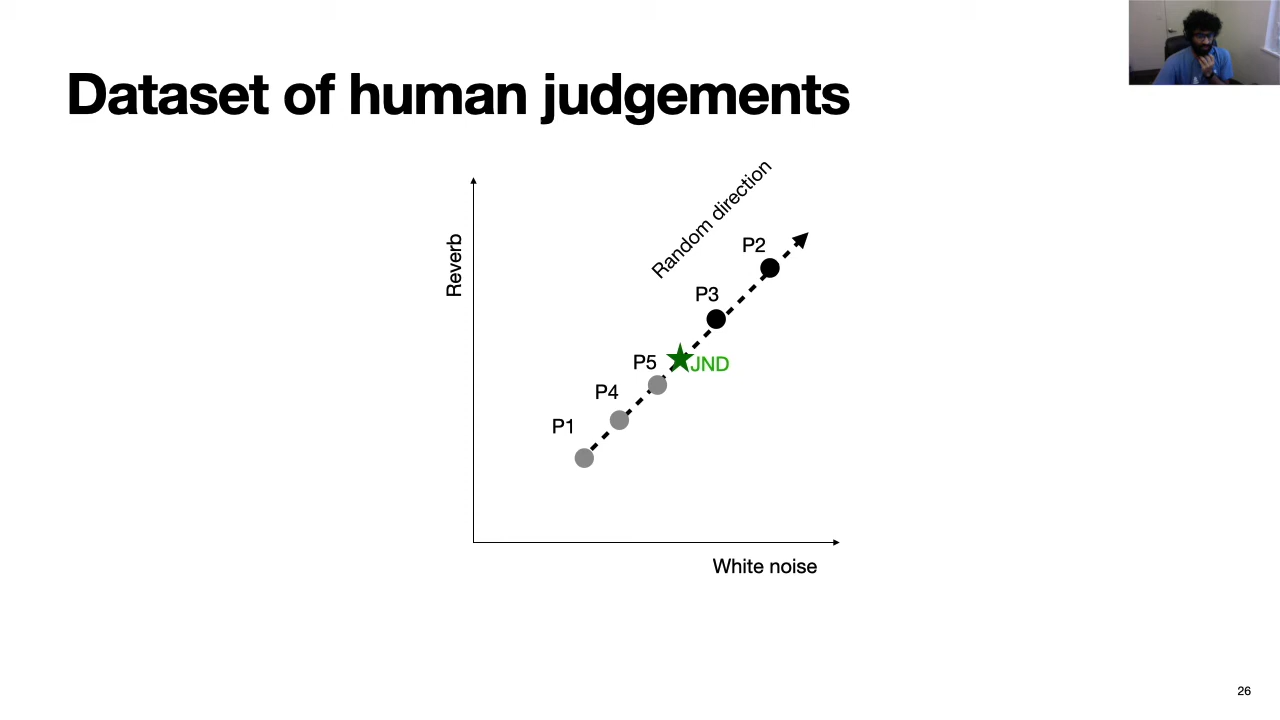 Dataset of human judgements
Random direction
Reverb
P2
P3
P5
JND
P4
P1
White noise
26